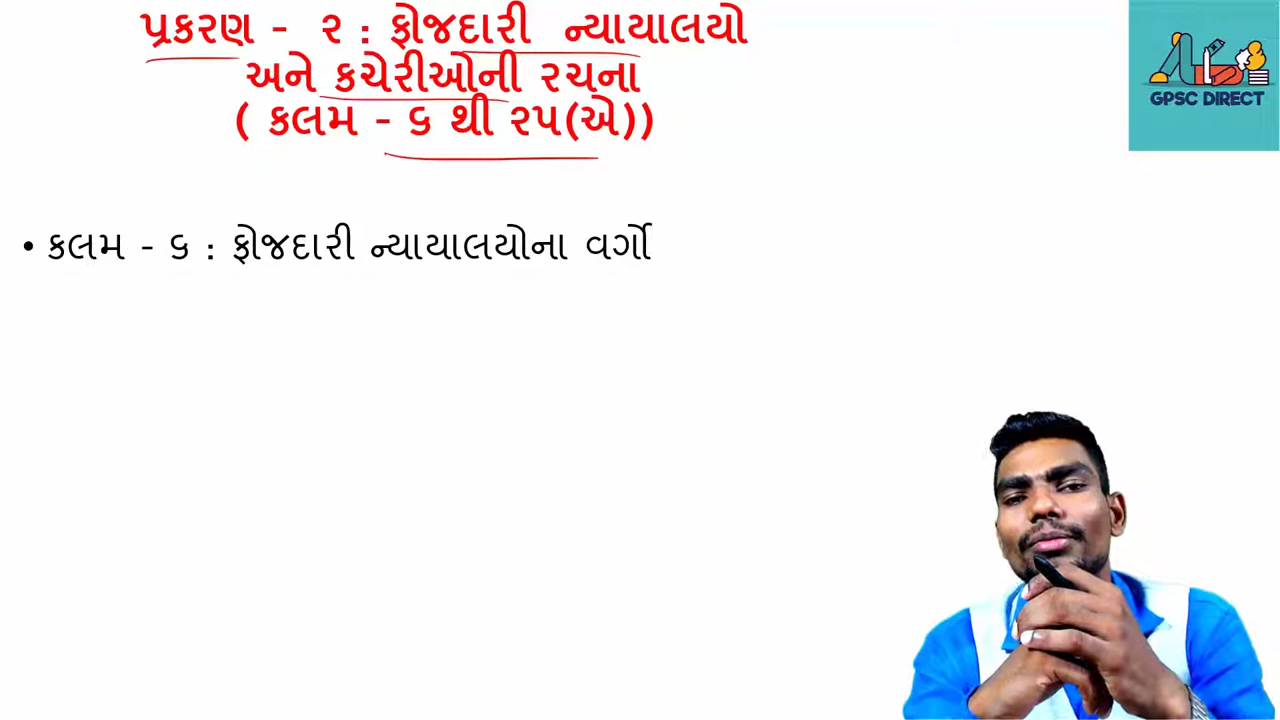 પ્રકરણ - ૨ : ફોજદારી ન્યાયાલયો
અને કચેરીઓની રચના
( કલમ - ૬ થી ૨૫(એ))
GPSC DIRECT
• કલમ - ૬ : ફોજદારી ન્યાયાલયોના વર્ગો